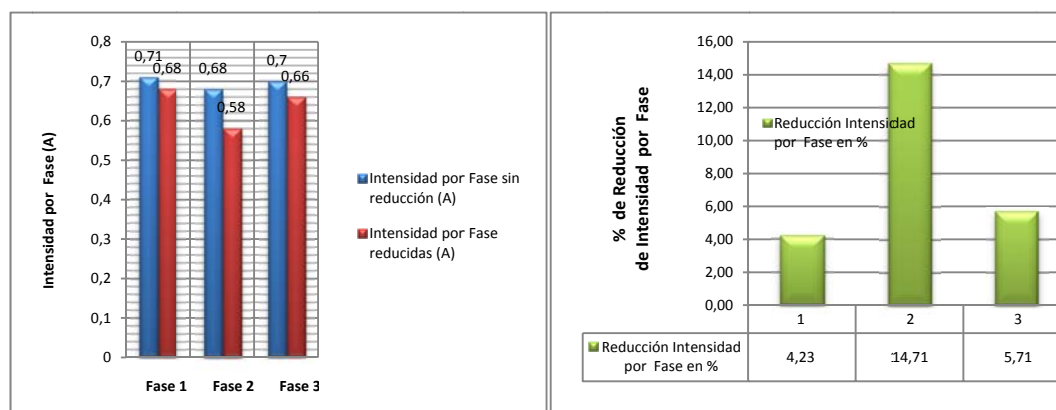 0,8
0,7
0,6
0,5
0,4
0,3
0,2
0,1
0
Intensidad por Fase (A)
0,71
0,68
0,68
0,58
0,7
0,66
Fase 1
Fase 2
Fase 3
Intensidad por Fase sin
reducción (A)
Intensidad por Fase
reducidas (A)
% de Reducción
de Intensidad por Fase
16,00
14,00
12,00
10,00
8,00
6,00
4,00
2,00
0,00
Reducción Intensidad
por Fase en %
1
2
3
Reducción Intensidad
por Fase en %
4,23
14,71
5,71